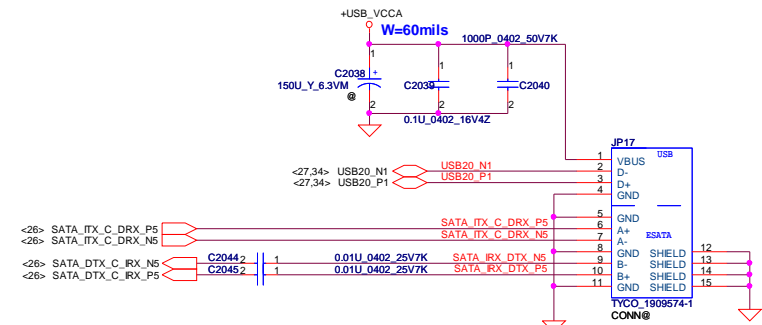 +USB_VCCA
W=60mils
1000P_0402_50V7K
1 1 1
C2038 +
150U_Y_6.3VM
@
C2039 C2040
2 2 2
0.1U_0402_16V4Z
JP17
USB
1 VBUS
<27,34> USB20_N1 USB20_N1 2 D-
<27,34> USB20_P1 USB20_P1 3 D+
4 GND
5 GND
ESATA
<26> SATA_ITX_C_DRX_P5 SATA_ITX_C_DRX_P5 6 A+
<26> SATA_ITX_C_DRX_N5 SATA_ITX_C_DRX_N5 7 A-
8 GND SHIELD 12
<26> SATA_DTX_C_IRX_N5 C2044 2 1 0.01U_0402_25V7K SATA_IRX_DTX_N5 9 B- SHIELD 13
<26> SATA_DTX_C_IRX_P5 C2045 2 1 0.01U_0402_25V7K SATA_IRX_DTX_P5 10 B+ SHIELD 14
11 GND SHIELD 15
TYCO_1909574-1
CONN@